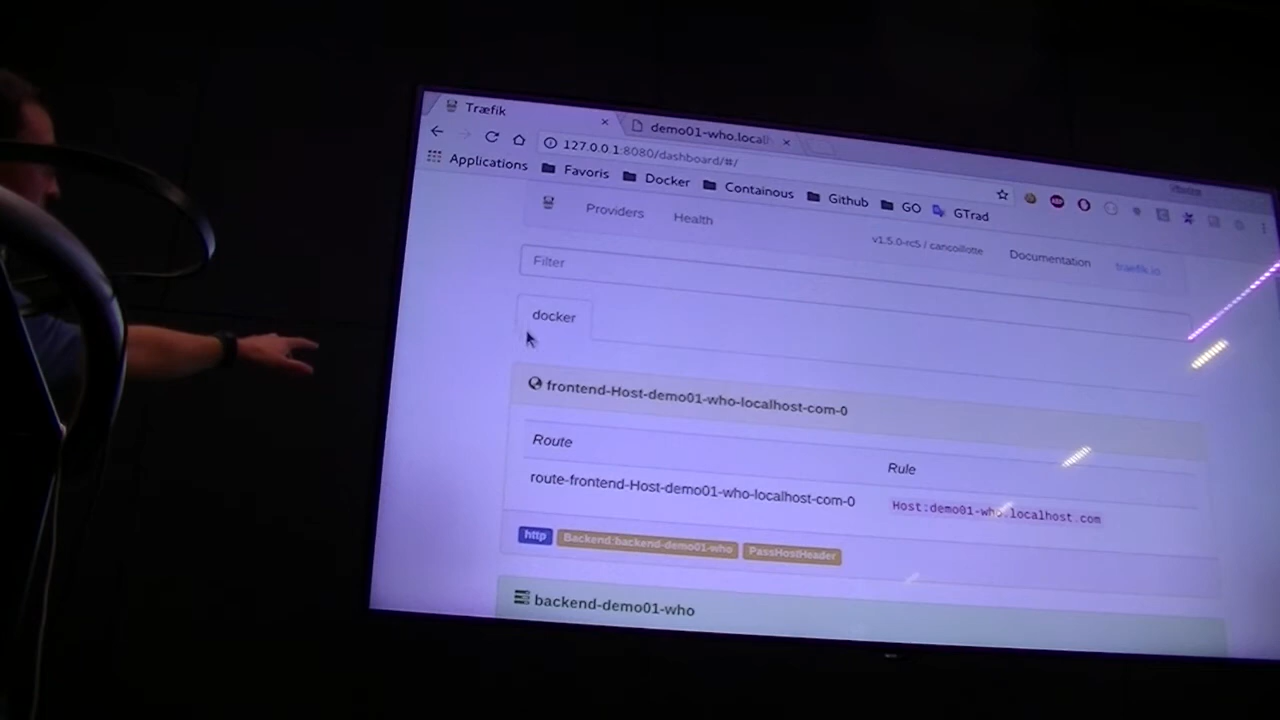 Træfik
demo01-who.localh
127.0.0.1:8080/dashboard/#/
Applications Favoris Docker Containous Github GO GTrad
Providers Health v1.5.0-rc5 / cancoillotte Documentation traefik.io
Filter
docker
frontend-Host-demo01-who-localhost-com-0
Route Rule
route-frontend-Host-demo01-who-localhost-com-0 Host:demo01-who.localhost.com
http Backend:backend-demo01-who PassHostHeader
backend-demo01-who